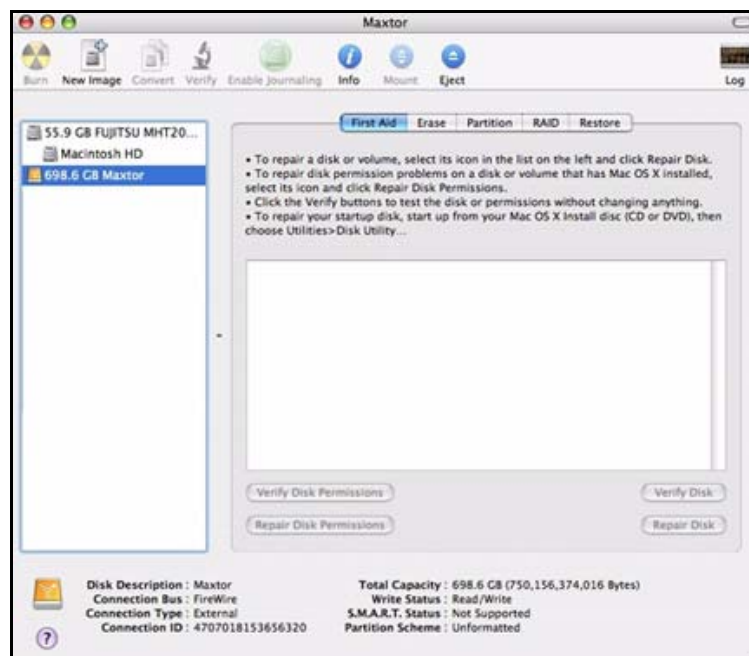 Maxtor
Burn New Image Convert Verify Enable Journaling Info Mount Eject Log
First Aid Erase Partition RAID Restore
55.9 GB FUJITSU MHT20...
Macintosh HD
698.6 GB Maxtor
• To repair a disk or volume, select its icon in the list on the left and click Repair Disk.
• To repair disk permission problems on a disk or volume that has Mac OS X installed,
select its icon and click Repair Disk Permissions.
• Click the Verify buttons to test the disk or permissions without changing anything.
• To repair your startup disk, start up from your Mac OS X Install disc (CD or DVD), then
choose Utilities>Disk Utility...
Verify Disk Permissions Verify Disk
Repair Disk Permissions Repair Disk
Disk Description : Maxtor
Connection Bus : FireWire
Connection Type : External
Connection ID : 4707018153656320
Total Capacity : 698.6 GB (750,156,374,016 Bytes)
Write Status : Read/Write
S.M.A.R.T. Status : Not Supported
Partition Scheme : Unformatted
?